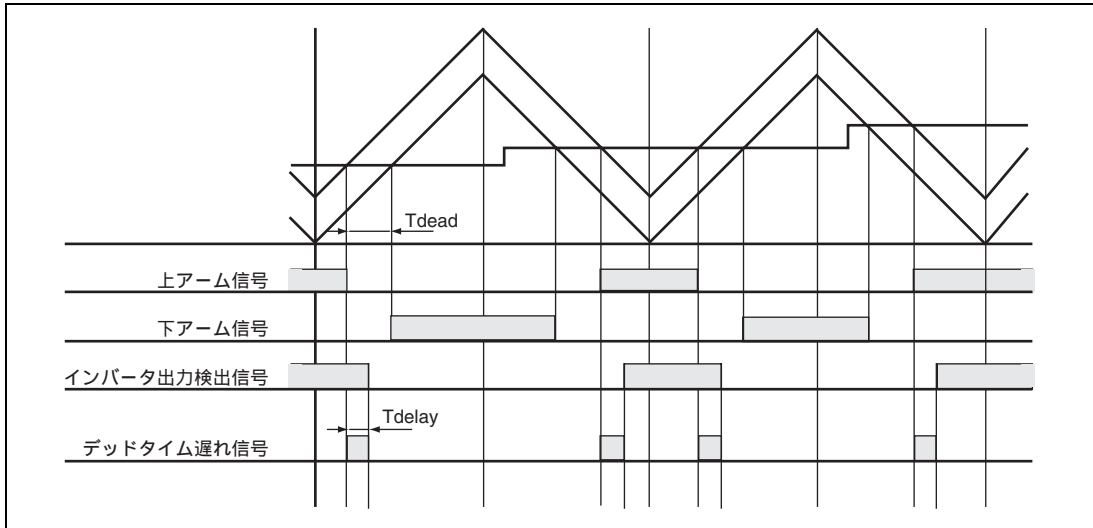 Tdead
上アーム信号
下アーム信号
インバータ出力検出信号
Tdelay
デッドタイム遅れ信号